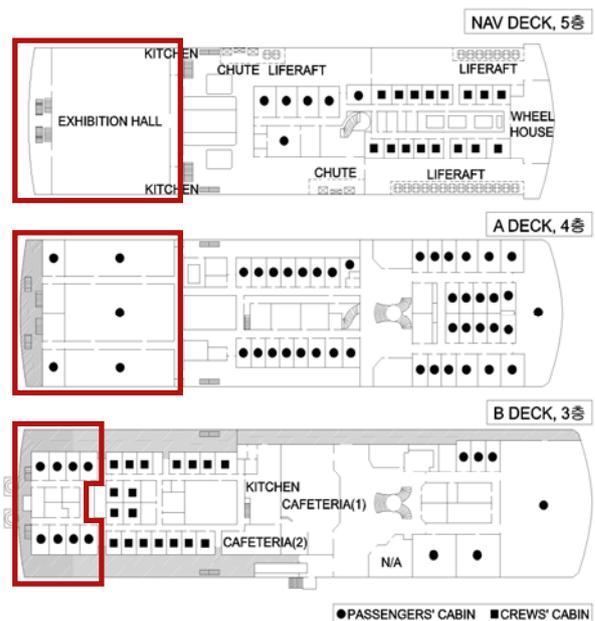 NAV DECK, 5층
KITCHEN
CHUTE LIFERAFT
LIFERAFT
EXHIBITION HALL
WHEEL
HOUSE
CHUTE
LIFERAFT
KITCHEN
A DECK, 4층
B DECK, 3층
KITCHEN
CAFETERIA(1)
CAFETERIA(2)
N/A
●PASSENGERS' CABIN ■CREWS' CABIN